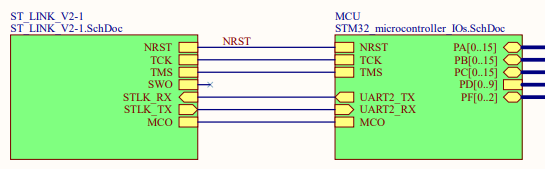 ST_LINK_V2-1
ST_LINK_V2-1.SchDoc
NRST
TCK
TMS
SWO
STLK_RX
STLK_TX
MCO
NRST
MCU
STM32_microcontroller_IOs.SchDoc
NRST
TCK
TMS
UART2_TX
UART2_RX
MCO
PA[0..15]
PB[0..15]
PC[0..15]
PD[0..9]
PF[0..2]